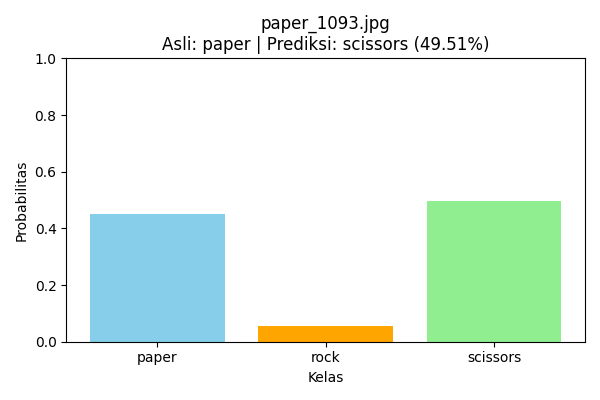 paper_1093.jpg
Asli: paper | Prediksi: scissors (49.51%)
1.0
0.8
0.6
0.4
0.2
0.0
Probabilitas
paper rock scissors
Kelas